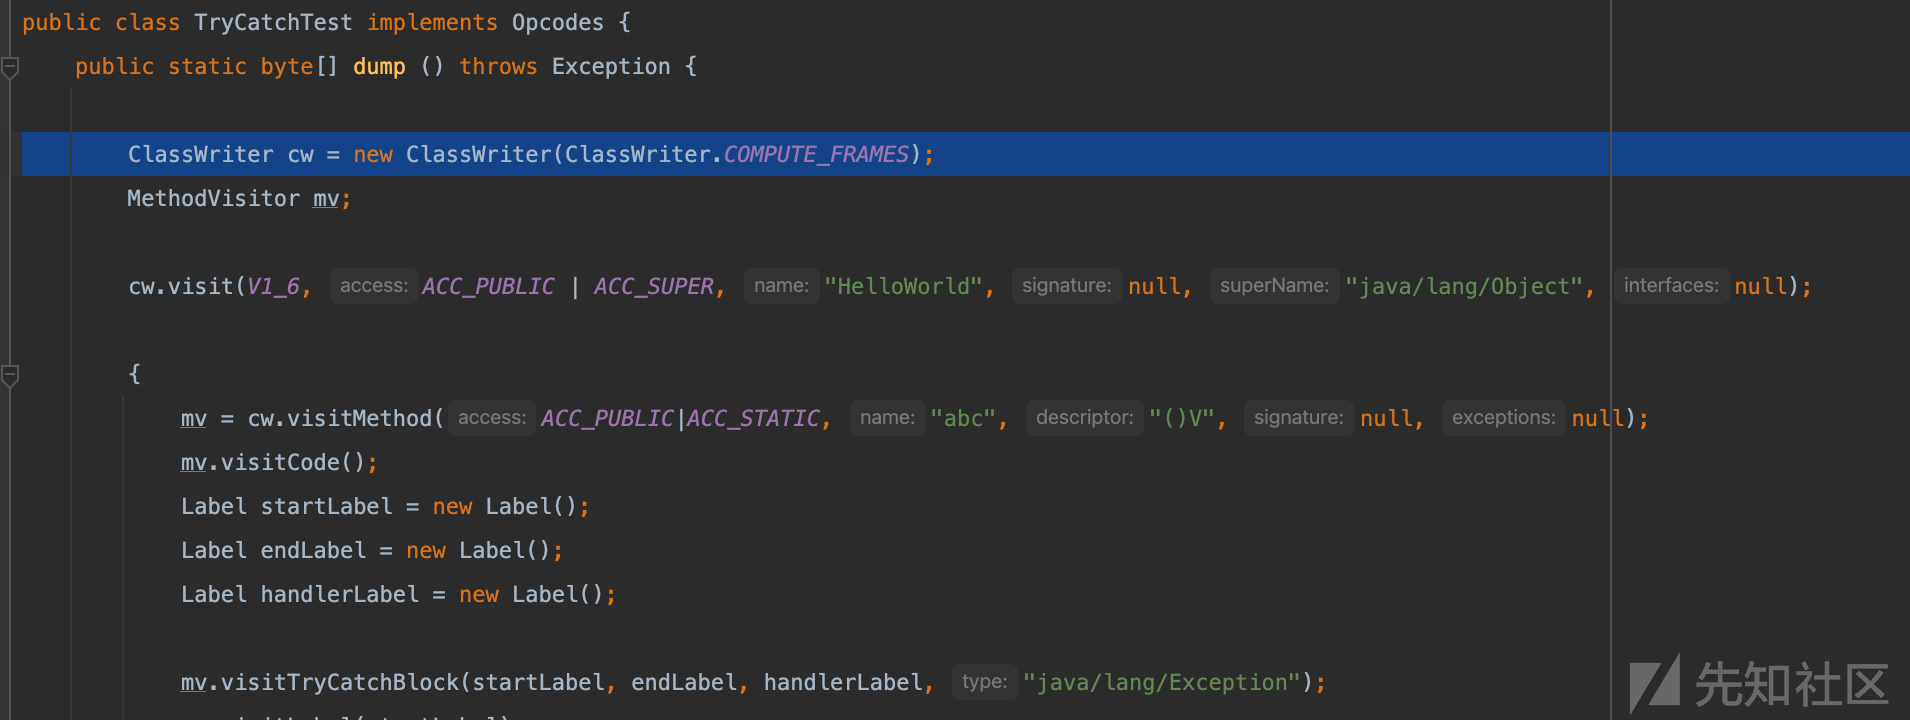 public class TryCatchTest implements Opcodes {
public static byte[] dump () throws Exception {
ClassWriter cw = new ClassWriter(ClassWriter.COMPUTE_FRAMES);
MethodVisitor mv;
cw.visit(V1_6, access: ACC_PUBLIC | ACC_SUPER, name: "HelloWorld", signature: null, superName: "java/lang/Object", interfaces: null);
{
mv = cw.visitMethod( access: ACC_PUBLIC|ACC_STATIC, name: "abc", descriptor: "()V", signature: null, exceptions: null);
mv.visitCode();
Label startLabel = new Label();
Label endLabel = new Label();
Label handlerLabel = new Label();
mv.visitTryCatchBlock(startLabel, endLabel, handlerLabel, type: "java/lang/Exception");
先知社区